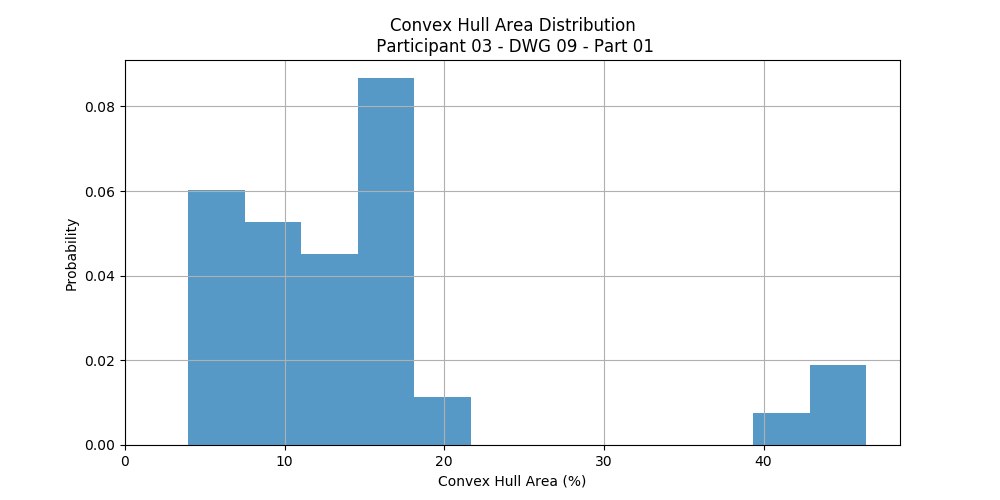 Convex Hull Area Distribution
Participant 03 - DWG 09 - Part 01
0.08
0.06
0.04
0.02
0.00
Probability
0
10
20
30
40
Convex Hull Area (%)